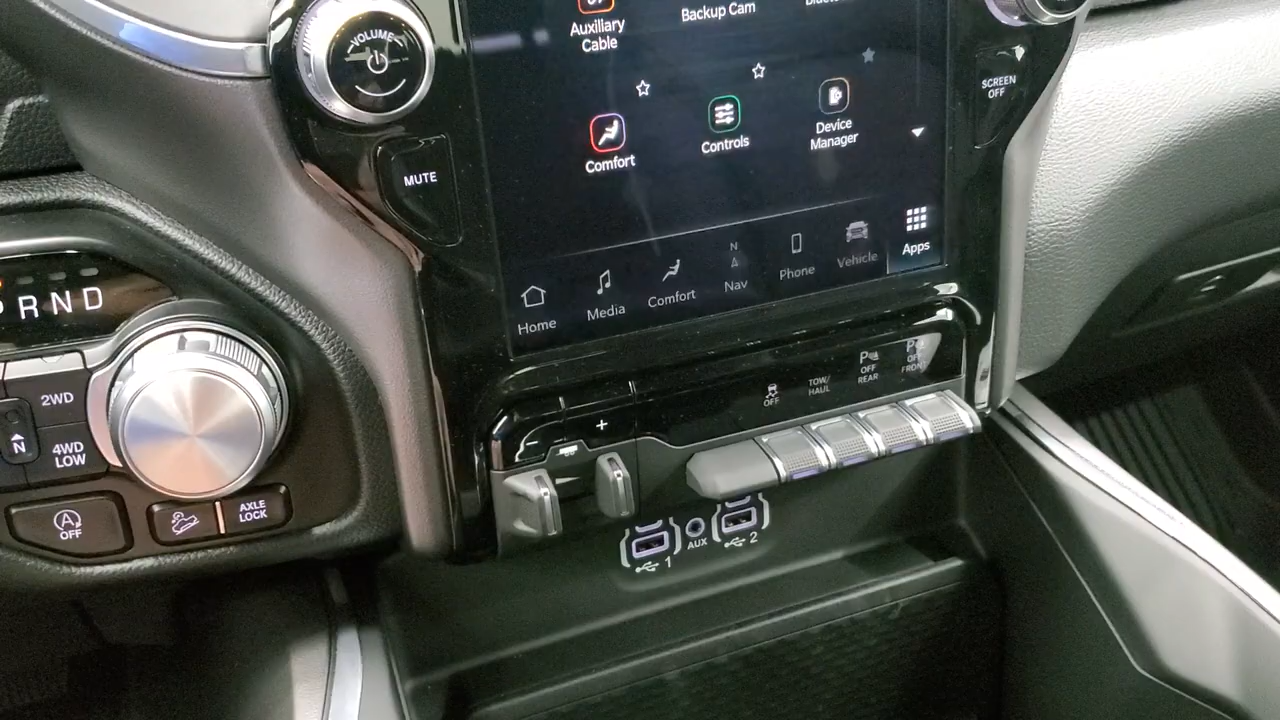 VOLUME
MUTE
Auxiliary
Cable
Backup Cam
SCREEN
OFF
Comfort
Controls
Device
Manager
Home
Media
Comfort
N
Nav
Phone
Vehicle
Apps
R N D
2WD
N
4WD
LOW
A
OFF
AXLE
LOCK
−
+
OFF
TOW/
HAUL
P
OFF
REAR
P
OFF
FRONT
1
AUX
2